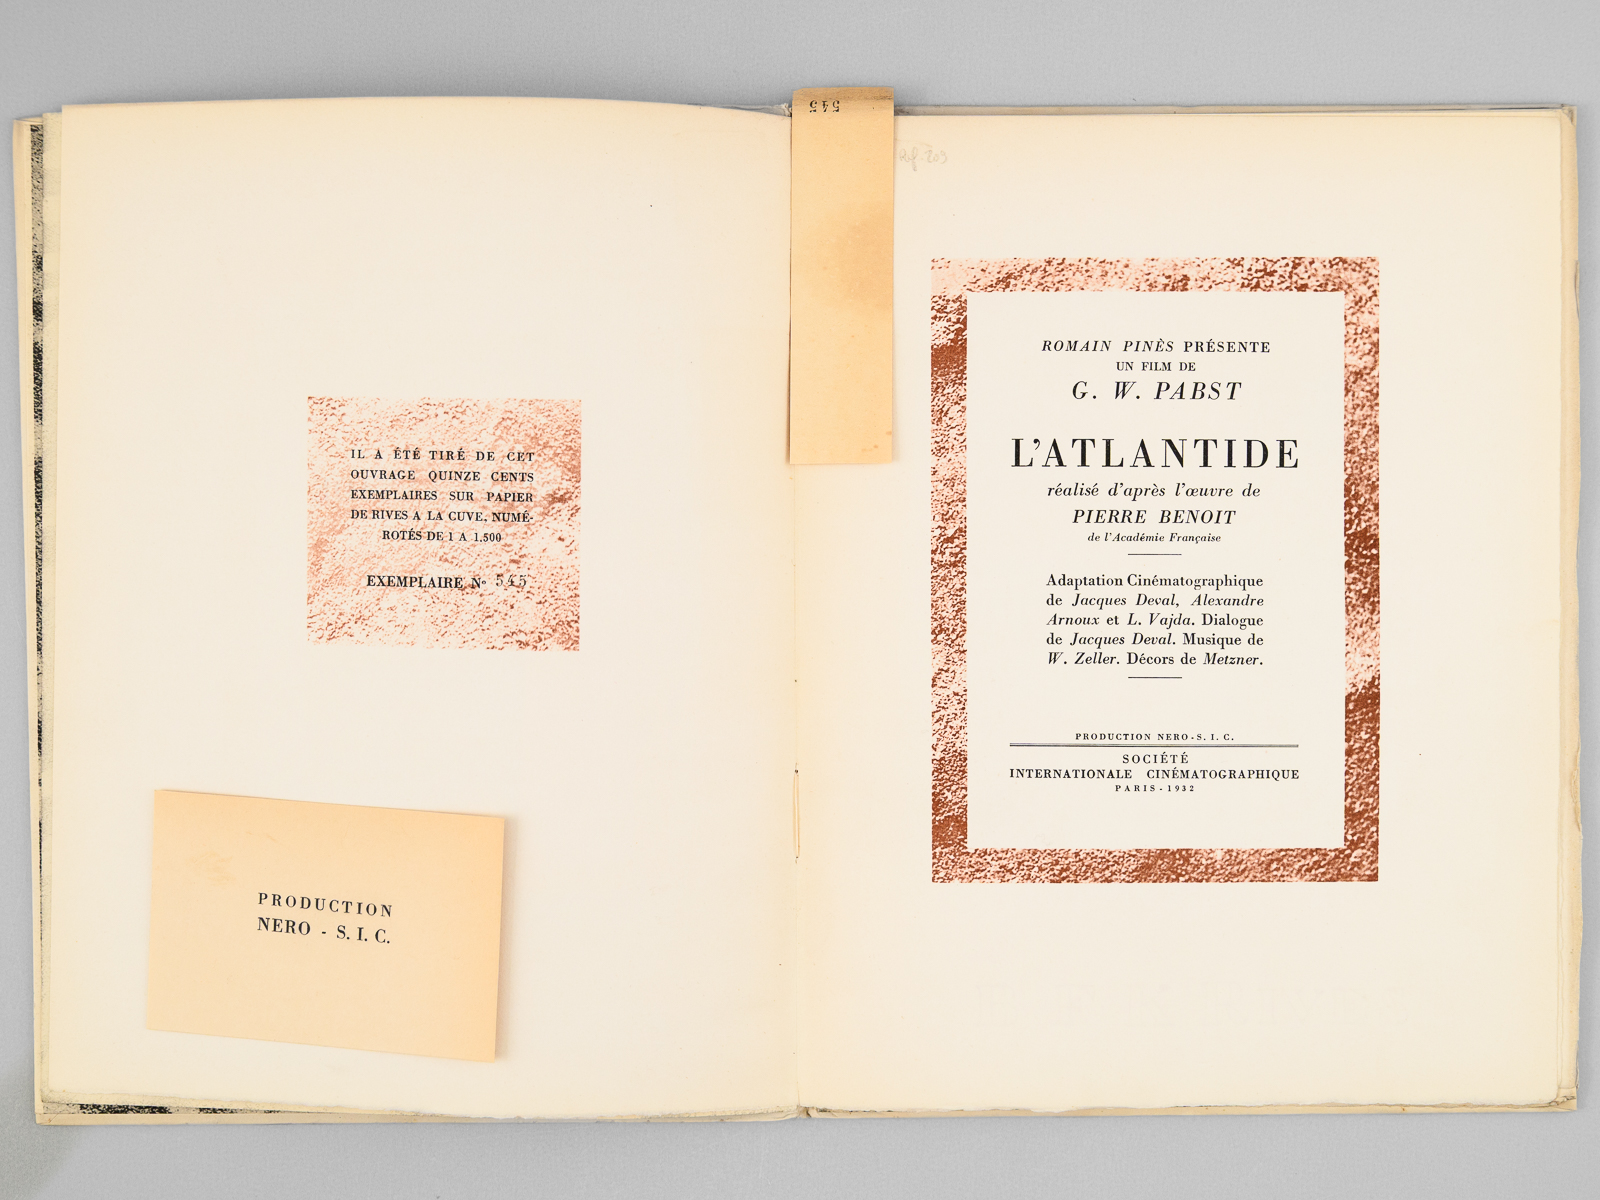 IL A ÉTÉ TIRÉ DE CET
OUVRAGE QUINZE CENTS
EXEMPLAIRES SUR PAPIER
DE RIVES A LA CUVE, NUMÉ-
ROTÉS DE 1 A 1.500
EXEMPLAIRE Nº 545
PRODUCTION
NERO - S. I. C.
545
ROMAIN PINÈS PRÉSENTE
UN FILM DE
G. W. PABST
L'ATLANTIDE
réalisé d'après l'œuvre de
PIERRE BENOIT
de l'Académie Française
Adaptation Cinématographique
de Jacques Deval, Alexandre
Arnoux et L. Vajda. Dialogue
de Jacques Deval. Musique de
W. Zeller. Décors de Metzner.
PRODUCTION NERO - S. I. C.
SOCIÉTÉ
INTERNATIONALE CINÉMATOGRAPHIQUE
PARIS - 1932